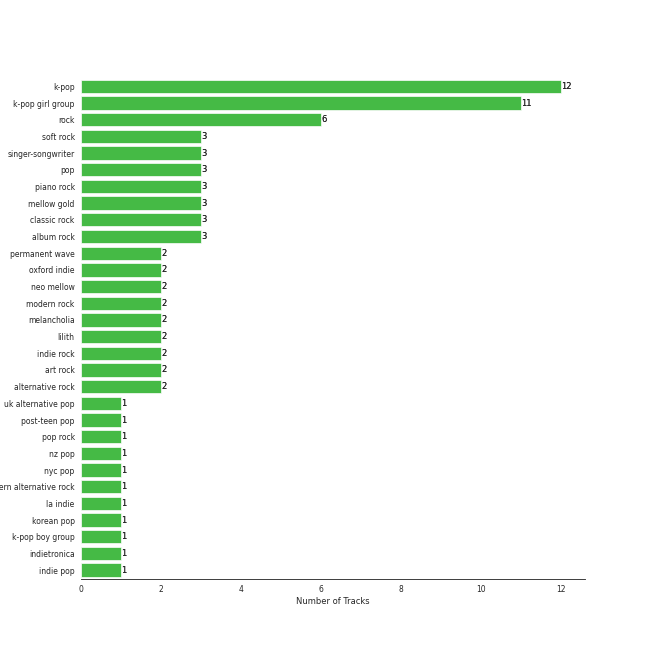 k-pop 12
k-pop girl group 11
rock 6
soft rock 3
singer-songwriter 3
pop 3
piano rock 3
mellow gold 3
classic rock 3
album rock 3
permanent wave 2
oxford indie 2
neo mellow 2
modern rock 2
melancholia 2
lilith 2
indie rock 2
art rock 2
alternative rock 2
uk alternative pop 1
post-teen pop 1
pop rock 1
nz pop 1
nyc pop 1
ern alternative rock 1
la indie 1
korean pop 1
k-pop boy group 1
indietronica 1
indie pop 1
0 2 4 6 8 10 12
Number of Tracks